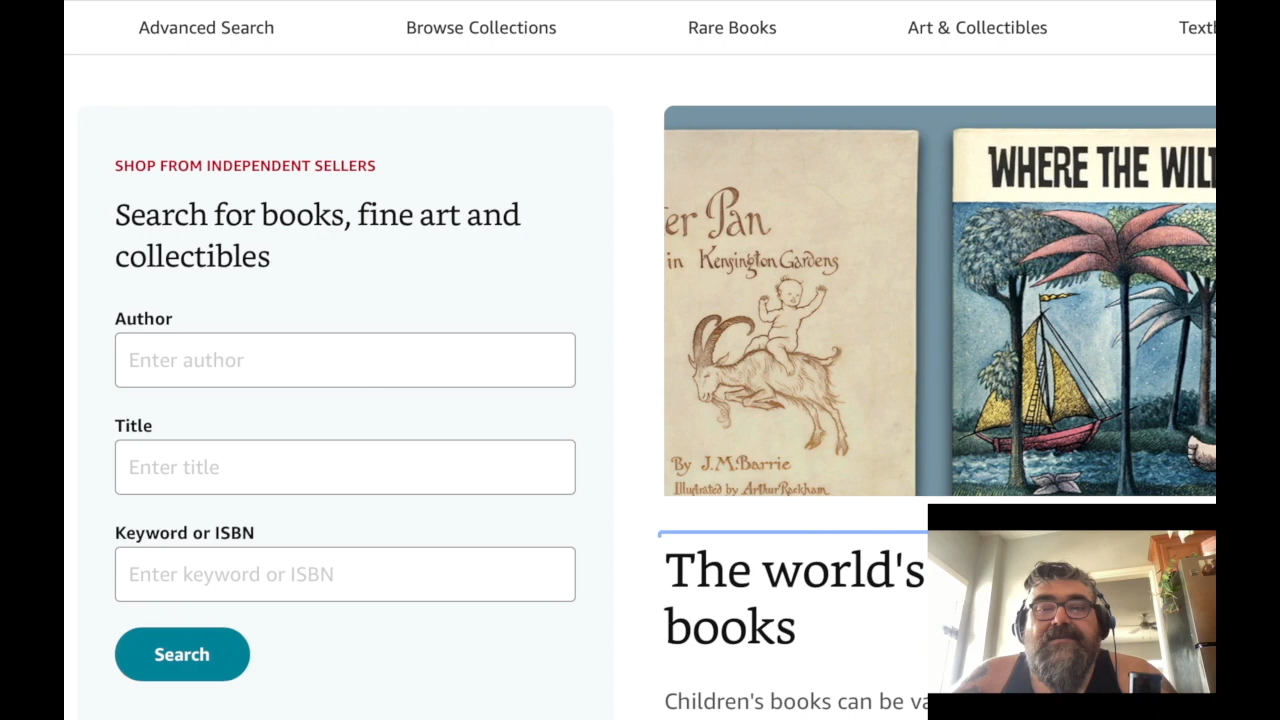 Advanced Search
Browse Collections
Rare Books
Art & Collectibles
SHOP FROM INDEPENDENT SELLERS
Search for books, fine art and
collectibles
Author
Enter author
Title
Enter title
Keyword or ISBN
Enter keyword or ISBN
Search
er Pan
in Kensington Gardens
By J.M. Barrie
Illustrated by Arthur Rackham
WHERE THE
The world's
books
Children's books can be